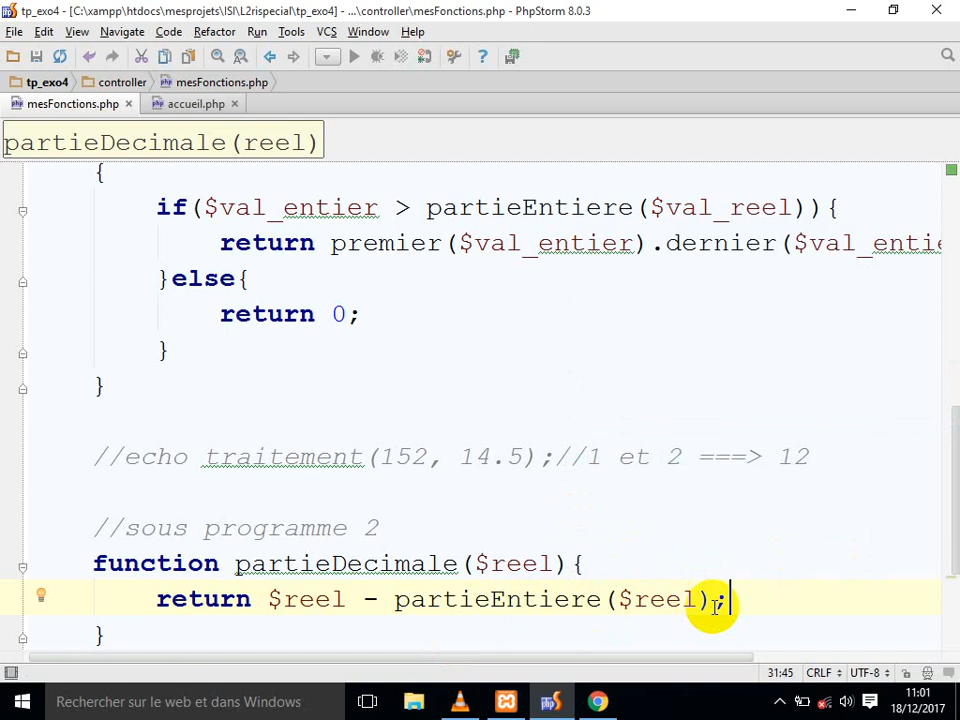 tp_exo4 - [C:\xampp\htdocs\mesprojets\ISI\L2rispecial\tp_exo4] - ...\controller\mesFonctions.php - PhpStorm 8.0.3
File Edit View Navigate Code Refactor Run Tools VCS Window Help
tp_exo4 controller mesFonctions.php
mesFonctions.php accueil.php
partieDecimale(reel)
{
if($val_entier > partieEntiere($val_reel)){
return premier($val_entier).dernier($val_entie
}else{
return 0;
}
}
//echo traitement(152, 14.5);//1 et 2 ===> 12
//sous programme 2
function partieDecimale($reel){
return $reel - partieEntiere($reel);
}
31:45 CRLF UTF-8
Rechercher sur le web et dans Windows
11:01
18/12/2017